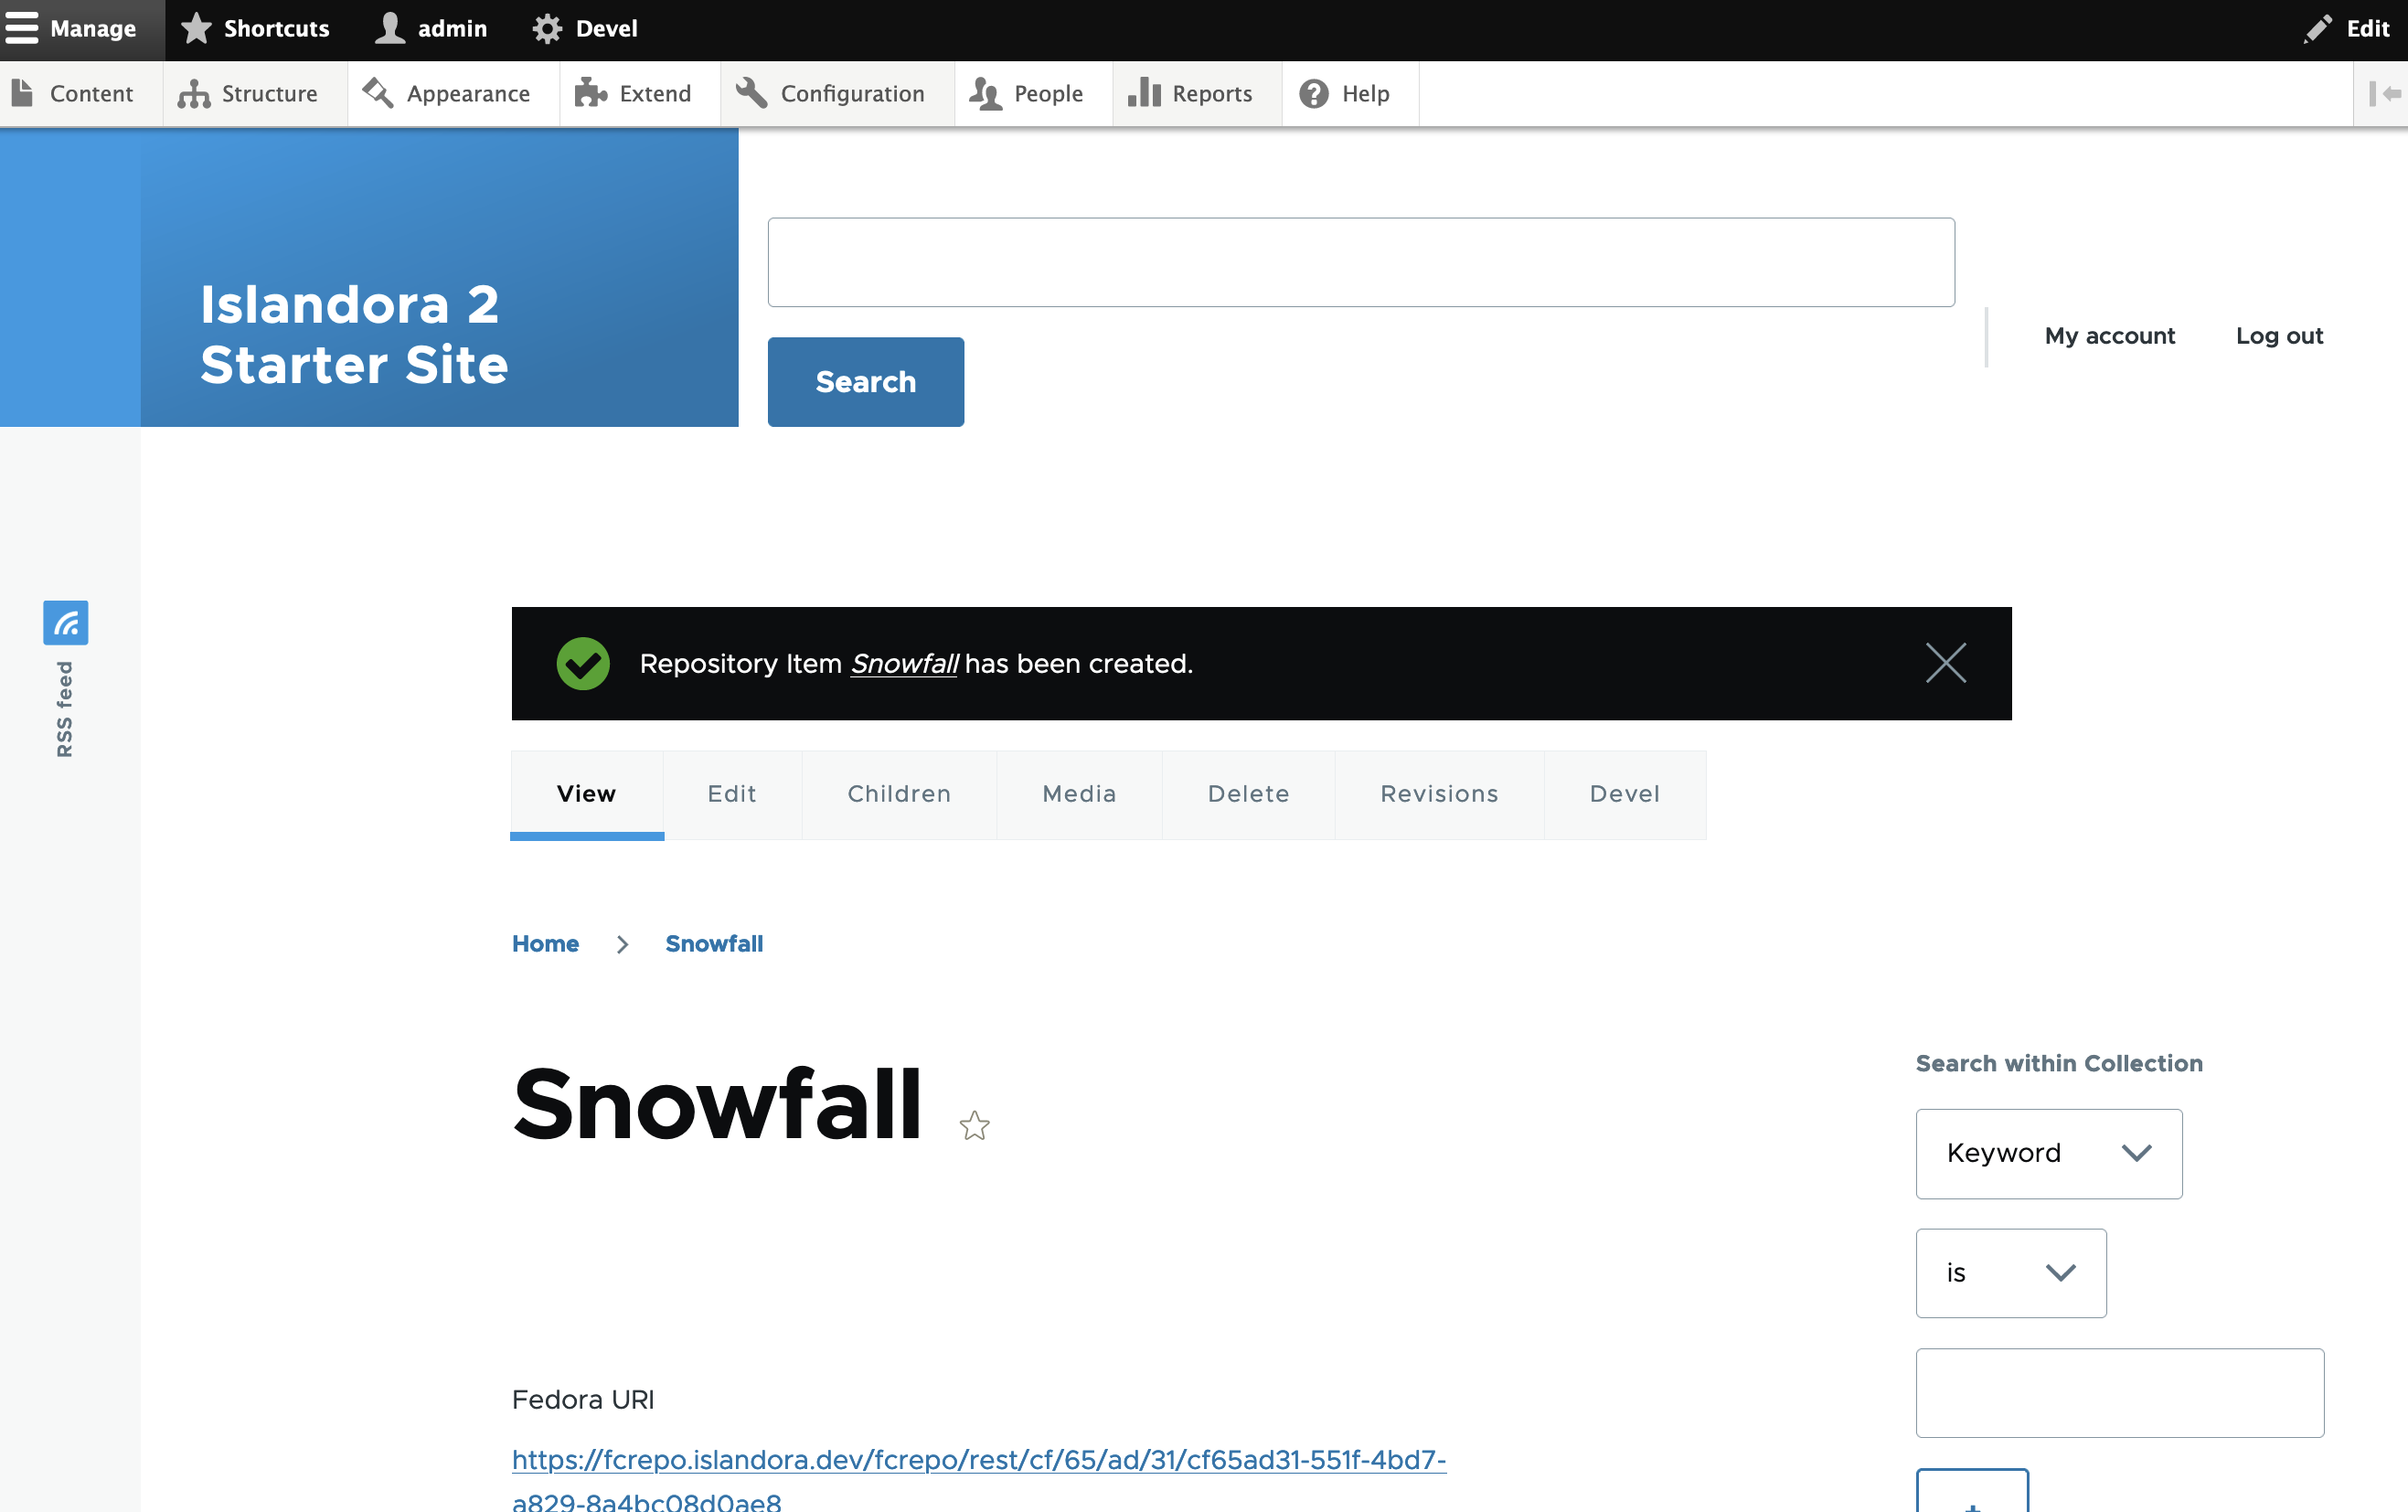 Manage Shortcuts admin Devel Edit
Content Structure Appearance Extend Configuration People Reports Help
Islandora 2
Starter Site
Search
My account Log out
RSS feed
Repository Item Snowfall has been created.
View Edit Children Media Delete Revisions Devel
Home > Snowfall
Snowfall
Search within Collection
Keyword
is
Fedora URI
https://fcrepo.islandora.dev/fcrepo/rest/cf/65/ad/31/cf65ad31-551f-4bd7-
a829-8a4bc08d0ae8